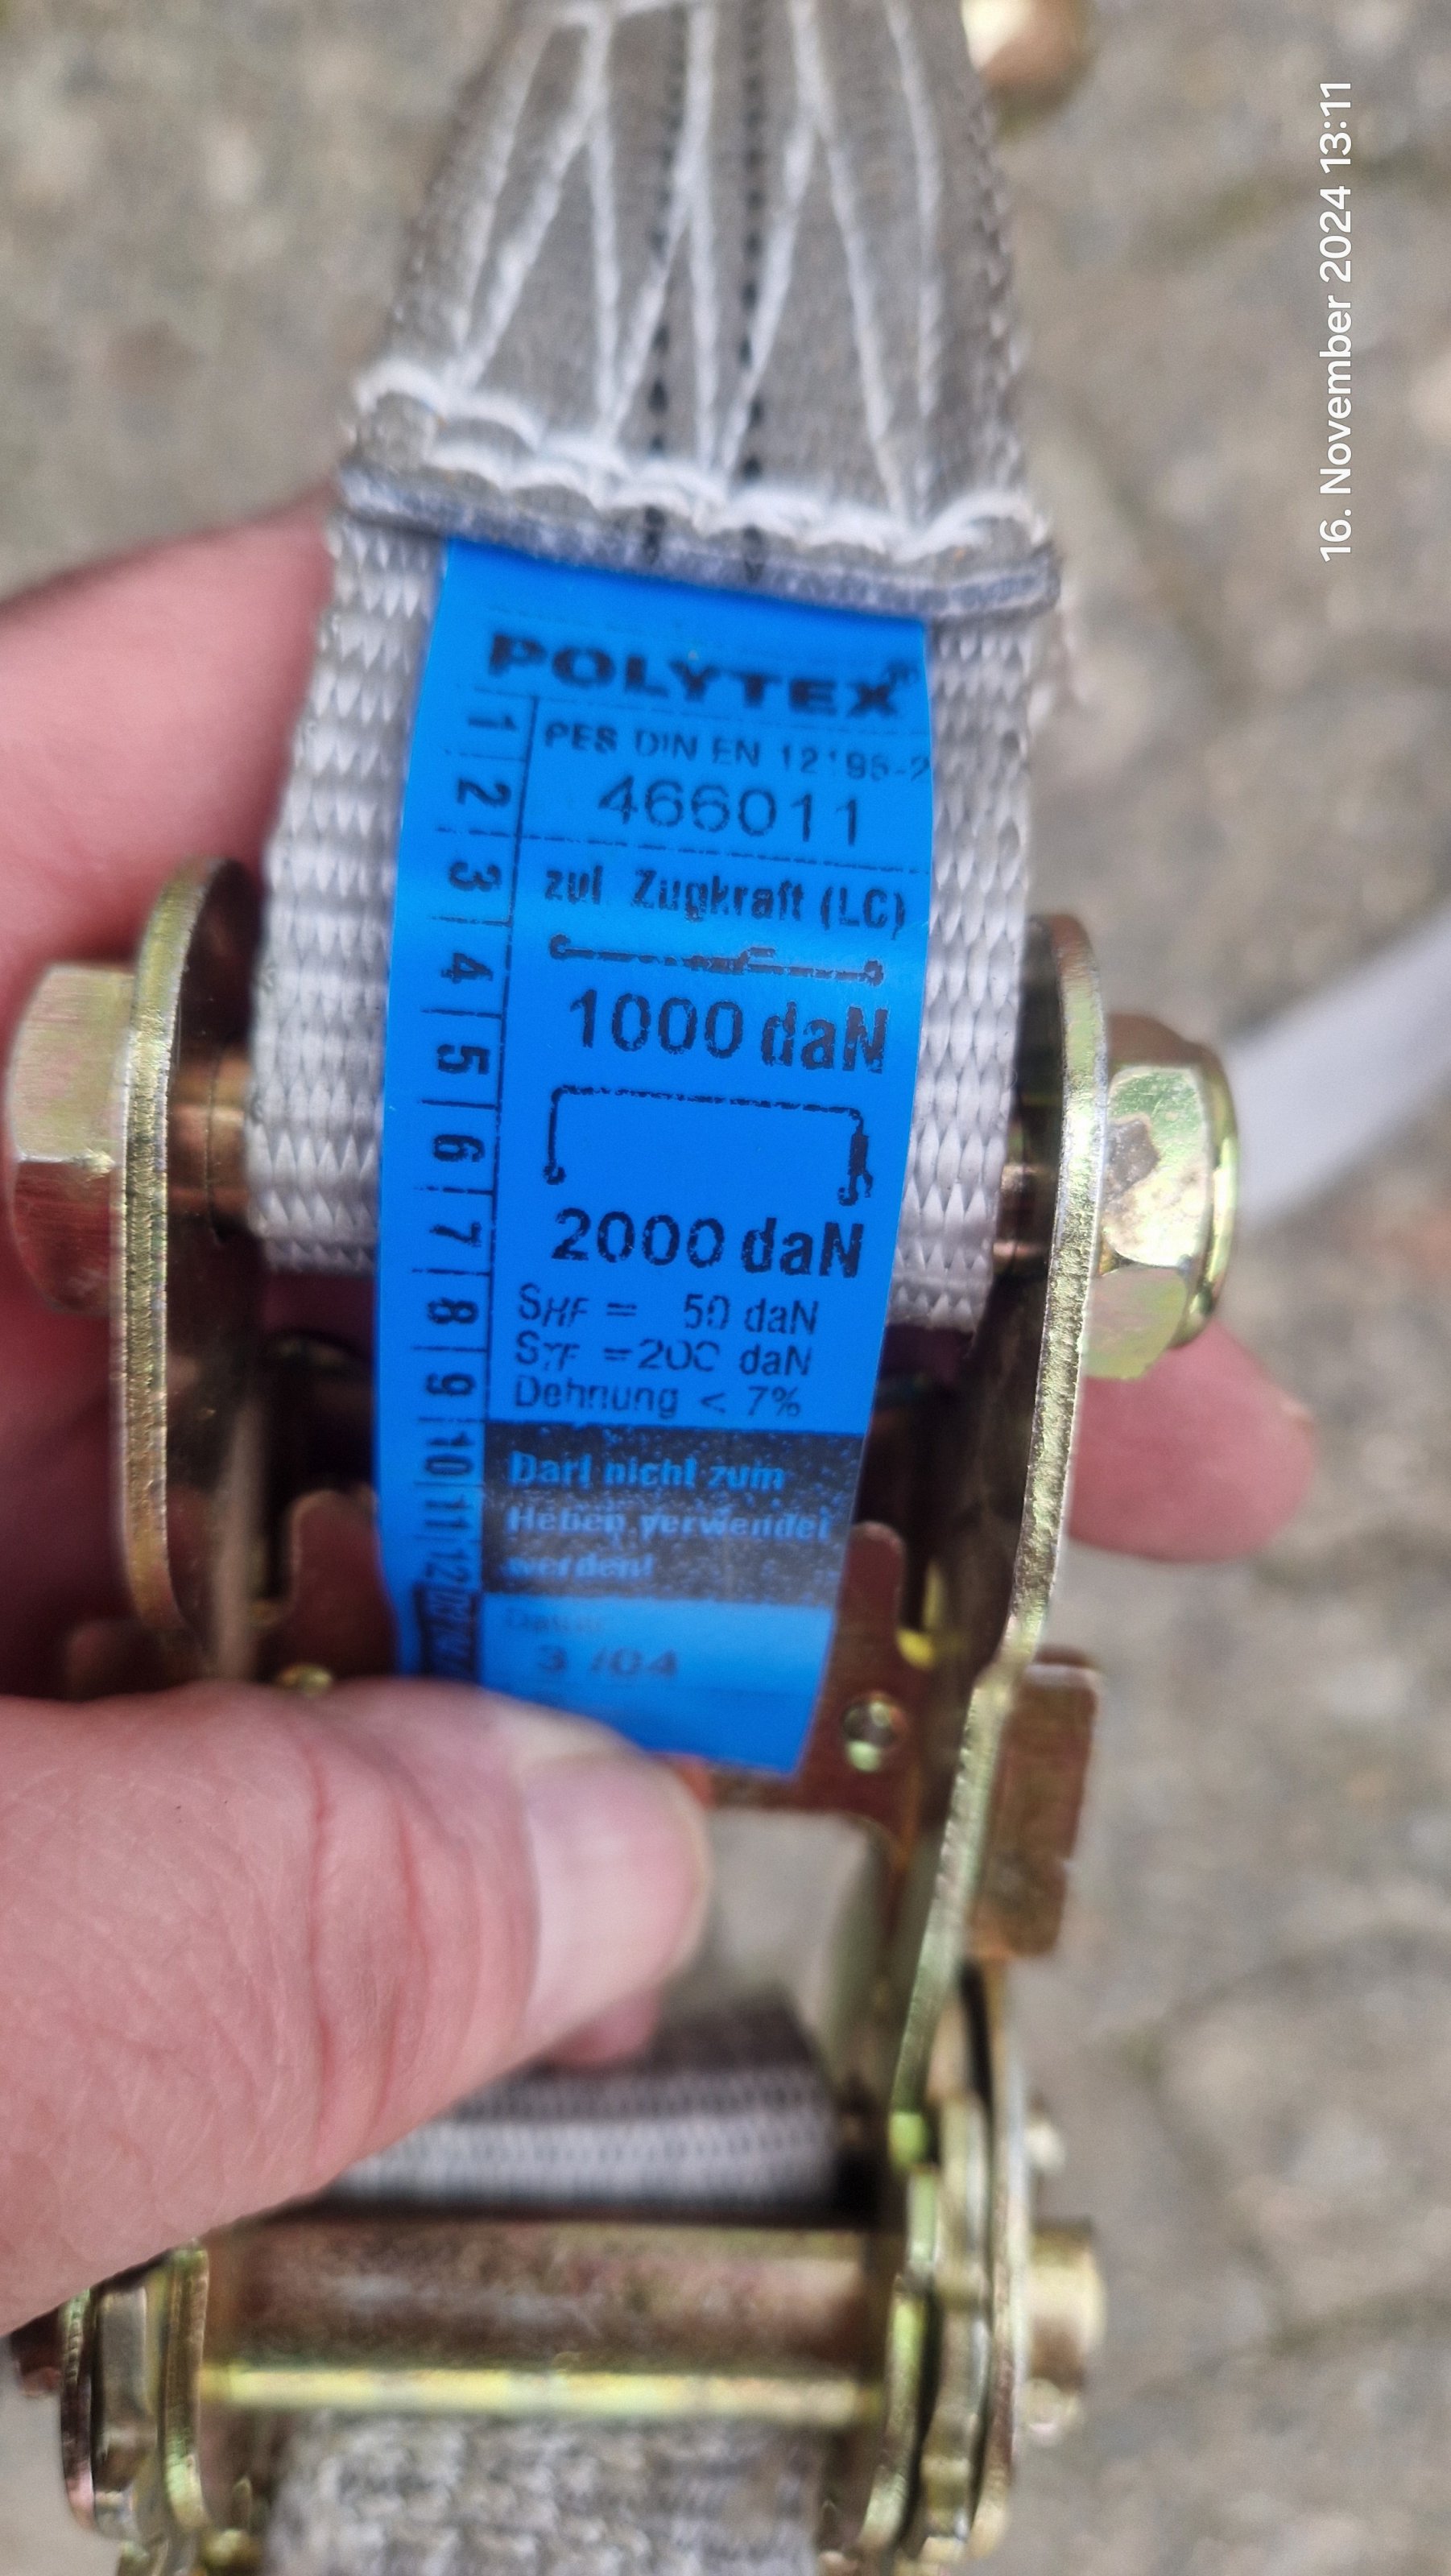 POLYTEX®
PES DIN EN 12195-2
466011
zul Zugkraft (LC)
1000 daN
2000 daN
SHF = 50 daN
STF = 200 daN
Dehnung < 7%
Darf nicht zum
Heben verwendet
werden!
Datum
3 /04
1
2
3
4
5
6
7
8
9
10
11
12
16. November 2024 13:11